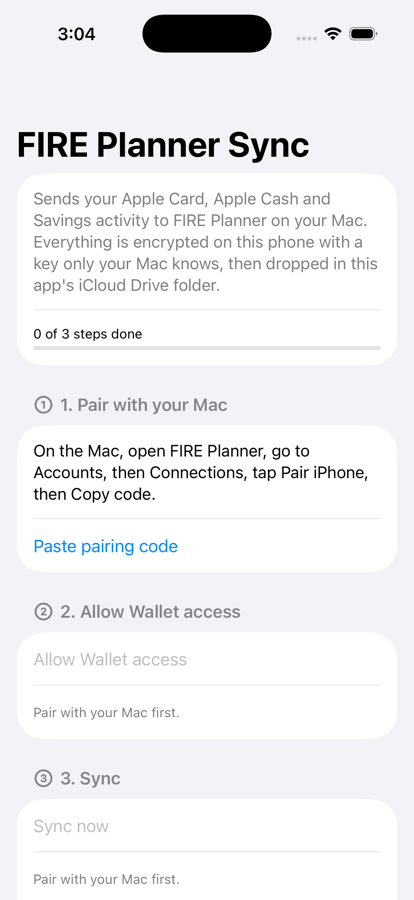 3:04
FIRE Planner Sync
Sends your Apple Card, Apple Cash and
Savings activity to FIRE Planner on your Mac.
Everything is encrypted on this phone with a
key only your Mac knows, then dropped in this
app's iCloud Drive folder.
0 of 3 steps done
1 1. Pair with your Mac
On the Mac, open FIRE Planner, go to
Accounts, then Connections, tap Pair iPhone,
then Copy code.
Paste pairing code
2 2. Allow Wallet access
Allow Wallet access
Pair with your Mac first.
3 3. Sync
Sync now
Pair with your Mac first.